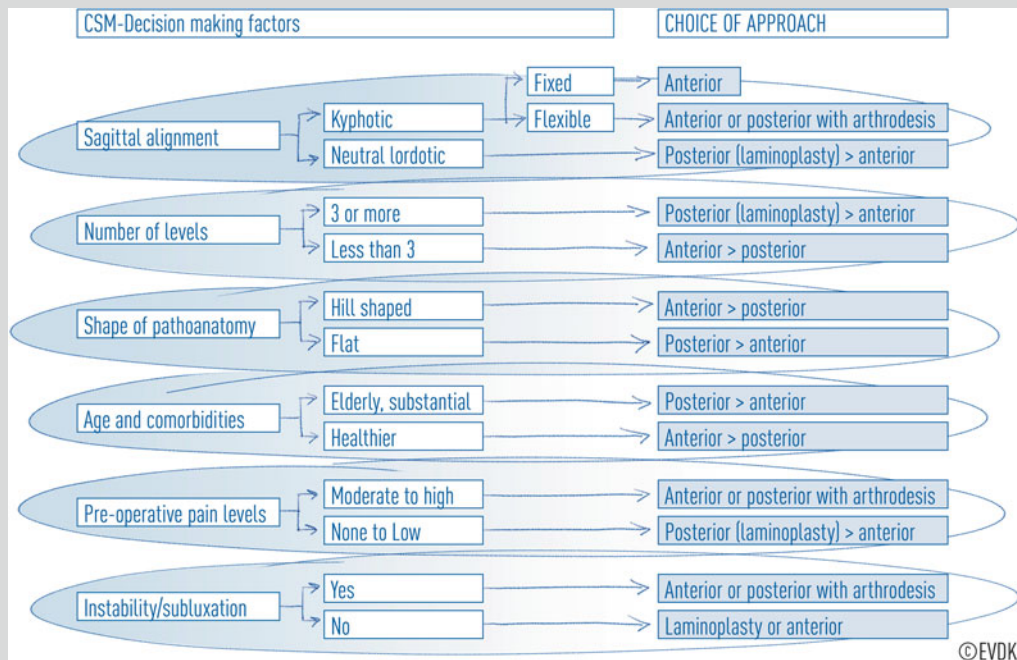 CSM-Decision making factors
CHOICE OF APPROACH
Fixed
Anterior
Sagittal alignment
Kyphotic
Flexible
Anterior or posterior with arthrodesis
Neutral lordotic
Posterior (laminoplasty) > anterior
Number of levels
3 or more
Posterior (laminoplasty) > anterior
Less than 3
Anterior > posterior
Shape of pathoanatomy
Hill shaped
Anterior > posterior
Flat
Posterior > anterior
Age and comorbidities
Elderly, substantial
Posterior > anterior
Healthier
Anterior > posterior
Pre-operative pain levels
Moderate to high
Anterior or posterior with arthrodesis
None to Low
Posterior (laminoplasty) > anterior
Instability/subluxation
Yes
Anterior or posterior with arthrodesis
No
Laminoplasty or anterior
©EVDK